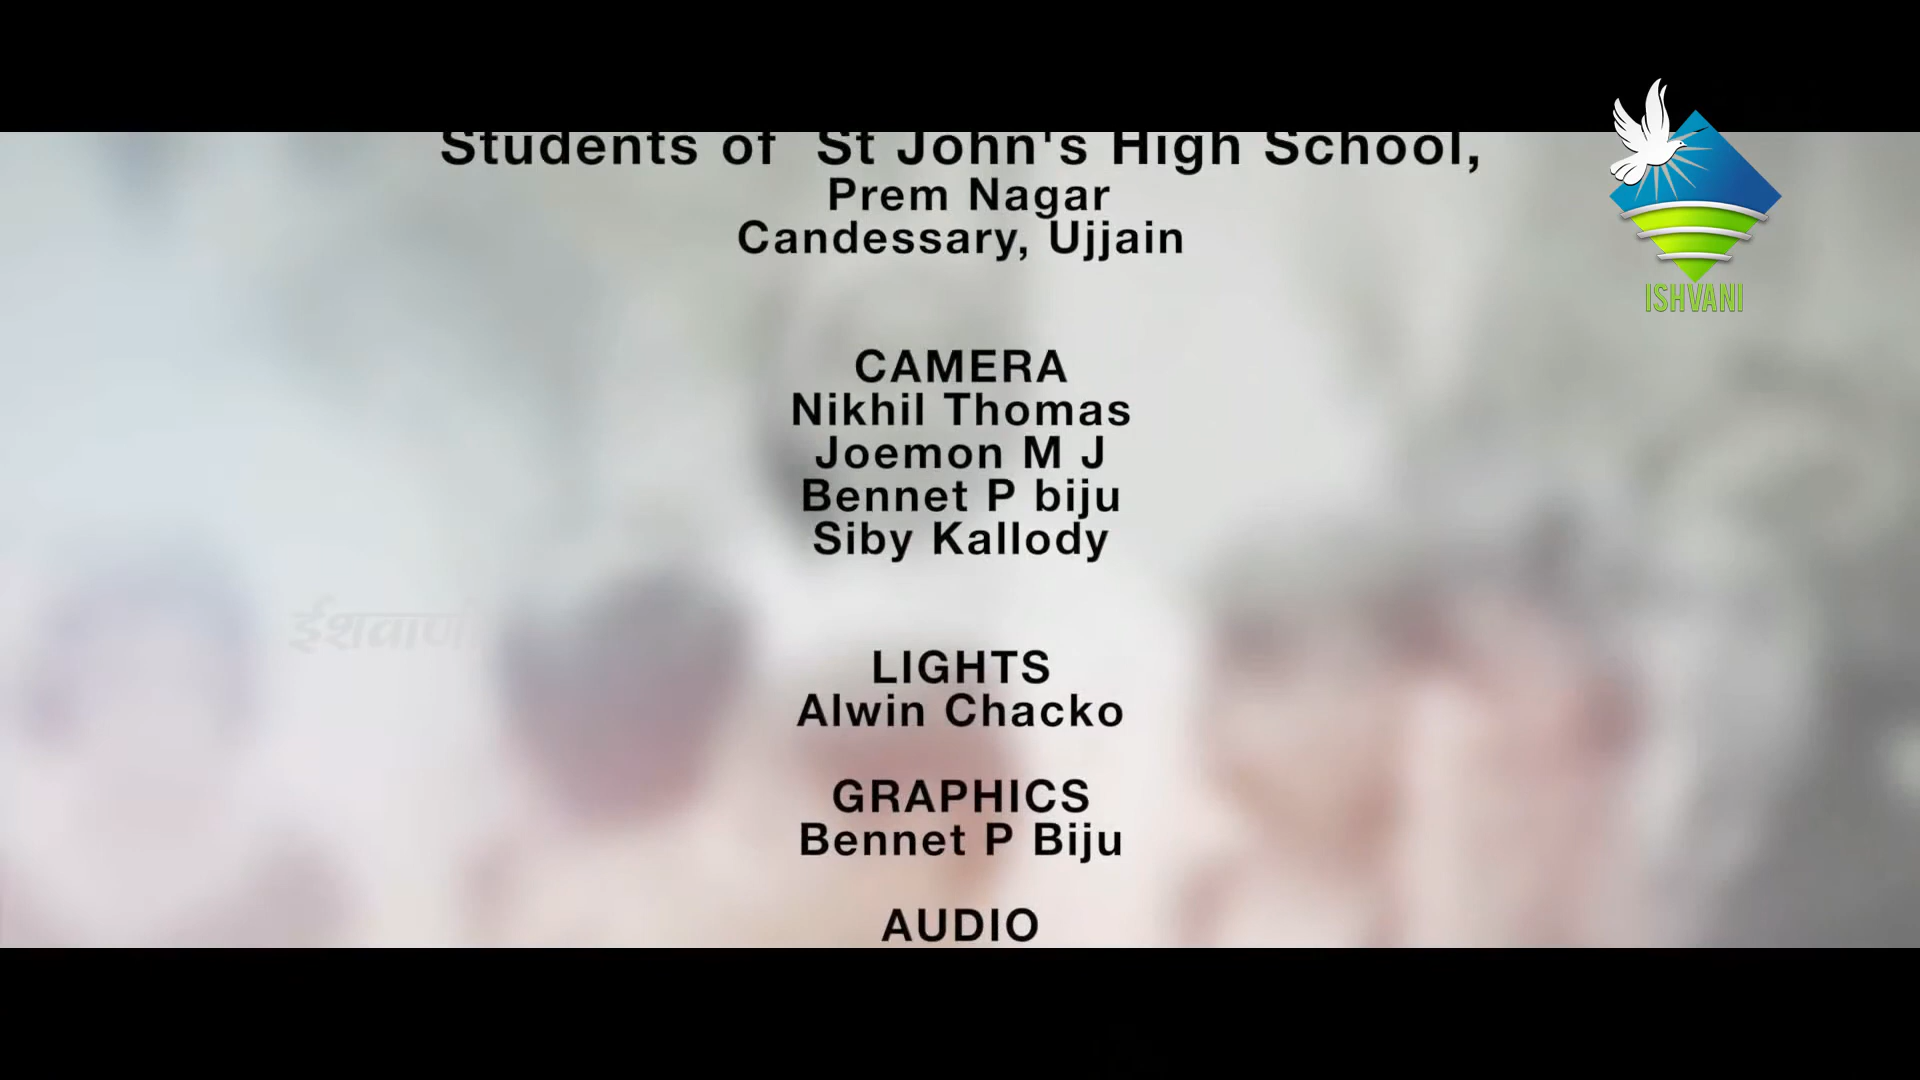 Students of St John's High School,
Prem Nagar
Candessary, Ujjain
ISHVANI
CAMERA
Nikhil Thomas
Joemon M J
Bennet P biju
Siby Kallody
ईशवाणी
LIGHTS
Alwin Chacko
GRAPHICS
Bennet P Biju
AUDIO